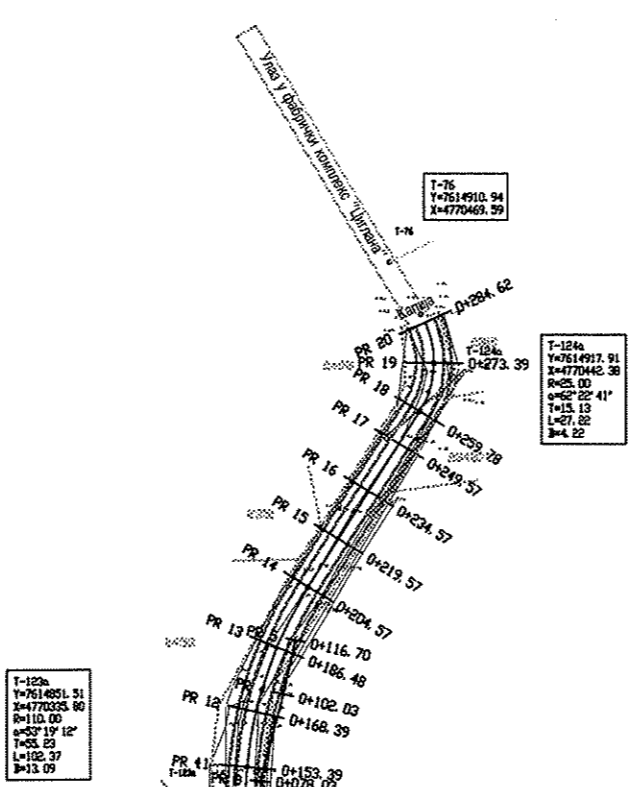 Улаз у фабрички комплекс "Циглана"
T-76
Y=7614910.94
X=4770469.59
T-76
Капија
0+284.62
PR 20
PR 19
T-124a
0+273.39
T-124a
Y=7614917.91
X=4770442.38
R=25.00
α=62°22'41"
T=15.13
L=27.22
B=4.22
PR 18
0+259.78
PR 17
0+249.57
PR 16
0+234.57
PR 15
0+219.57
PR 14
0+204.57
PR 13
0+116.70
0+186.48
PR
PR 12
0+102.03
0+168.39
T-123a
Y=7614851.51
X=4770335.80
R=110.00
α=53°19'12"
T=55.23
L=102.37
B=13.09
0+153.39
T-123a